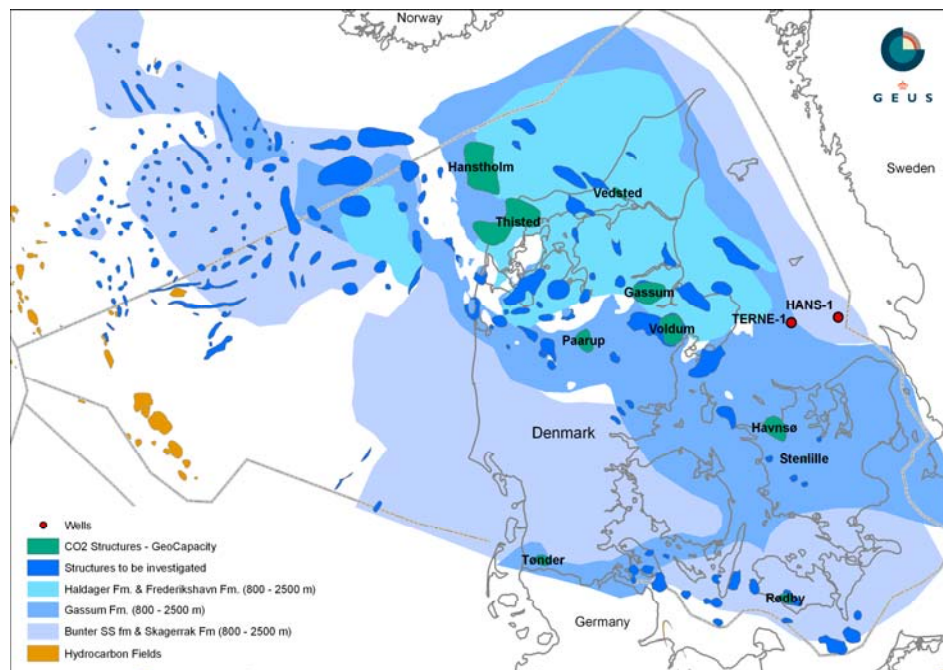 Norway
GEUS
Sweden
Hanstholm
Vedsted
Thisted
Gassum
HANS-1
TERNE-1
Voldum
Paarup
Havnsø
Denmark
Stenlille
Wells
CO2 Structures - GeoCapacity
Structures to be investigated
Haldager Fm. & Frederikshavn Fm. (800 - 2500 m)
Gassum Fm. (800 - 2500 m)
Bunter SS fm & Skagerrak Fm (800 - 2500 m)
Hydrocarbon Fields
Tønder
Rødby
Germany